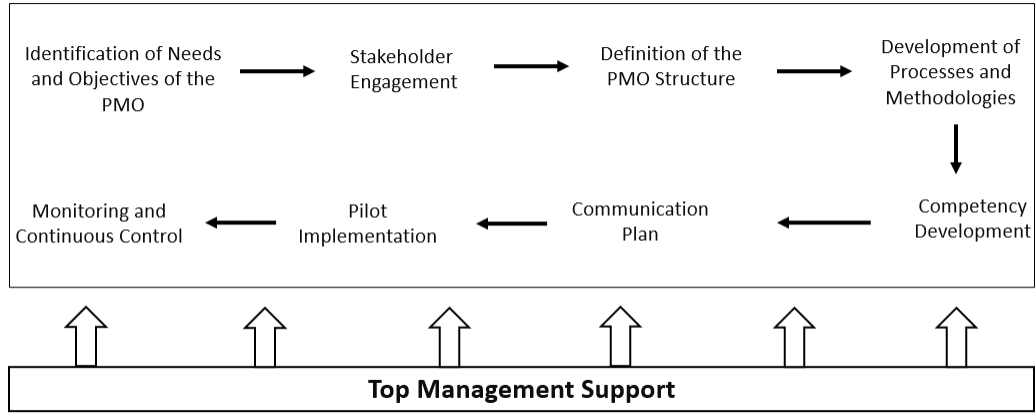 Identification of Needs
and Objectives of the
PMO
Stakeholder
Engagement
Definition of the
PMO Structure
Development of
Processes and
Methodologies
Competency
Development
Communication
Plan
Pilot
Implementation
Monitoring and
Continuous Control
Top Management Support